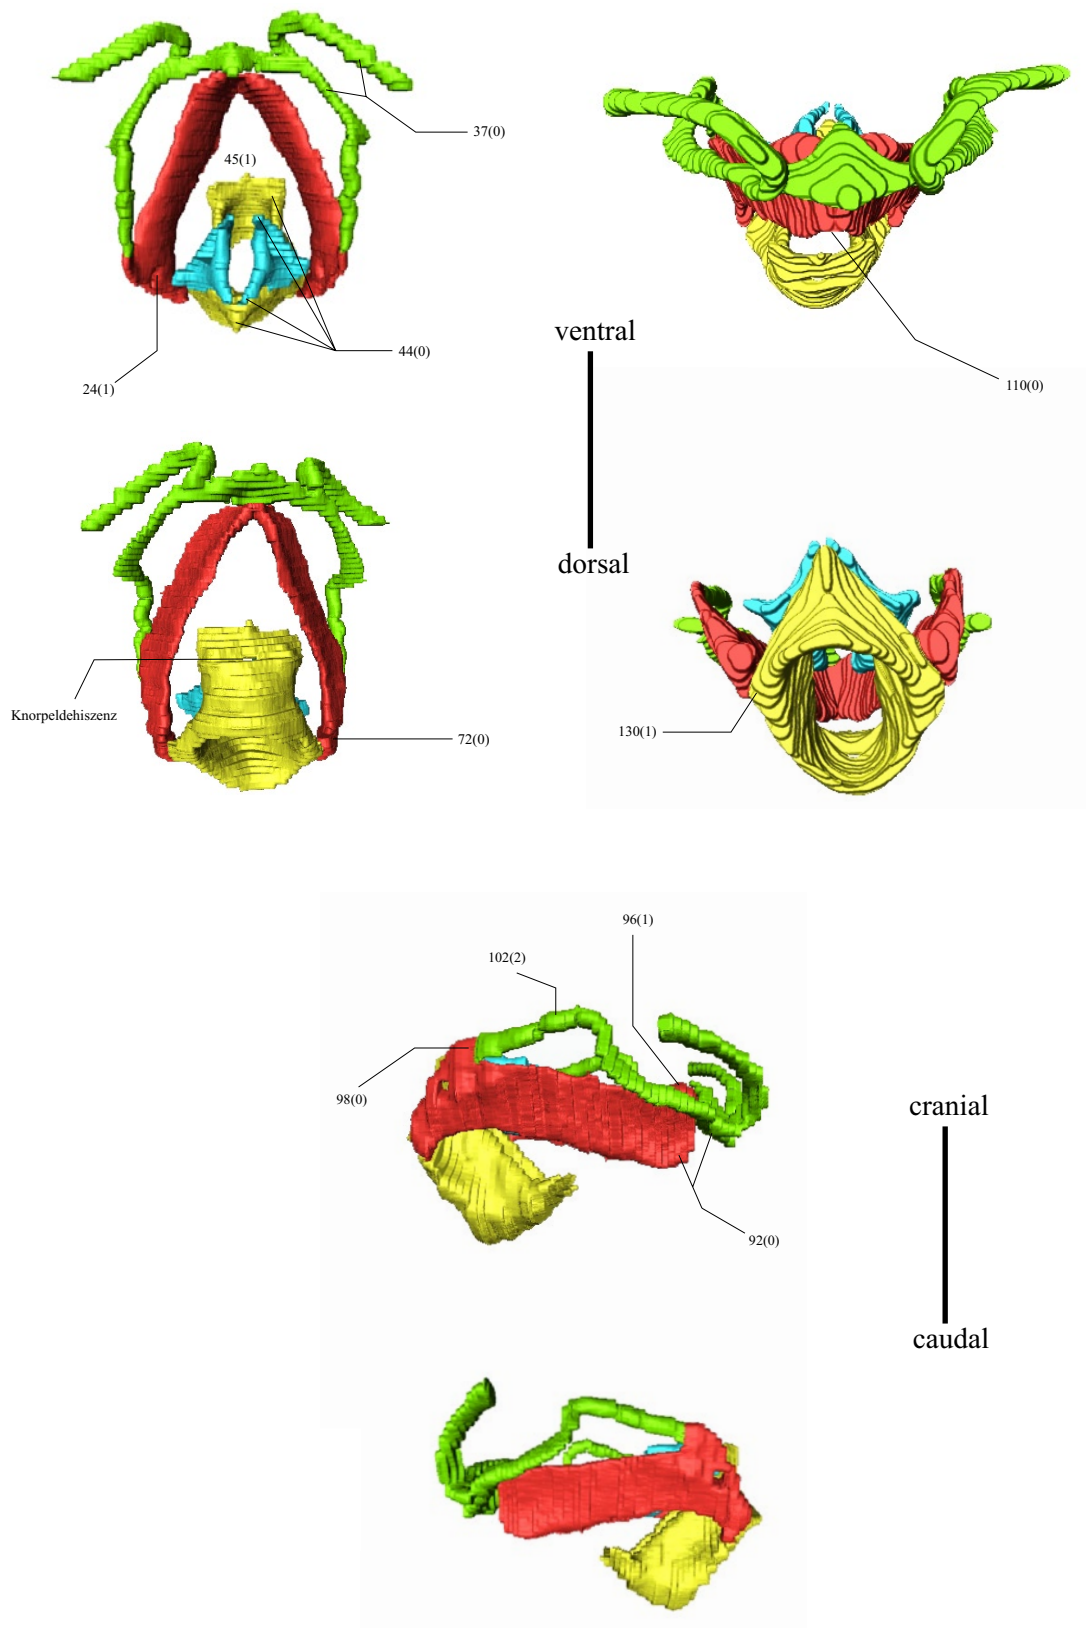 37(0)
45(1)
44(0)
24(1)
ventral
110(0)
dorsal
Knorpeldehiszenz
72(0)
130(1)
96(1)
102(2)
98(0)
cranial
92(0)
caudal